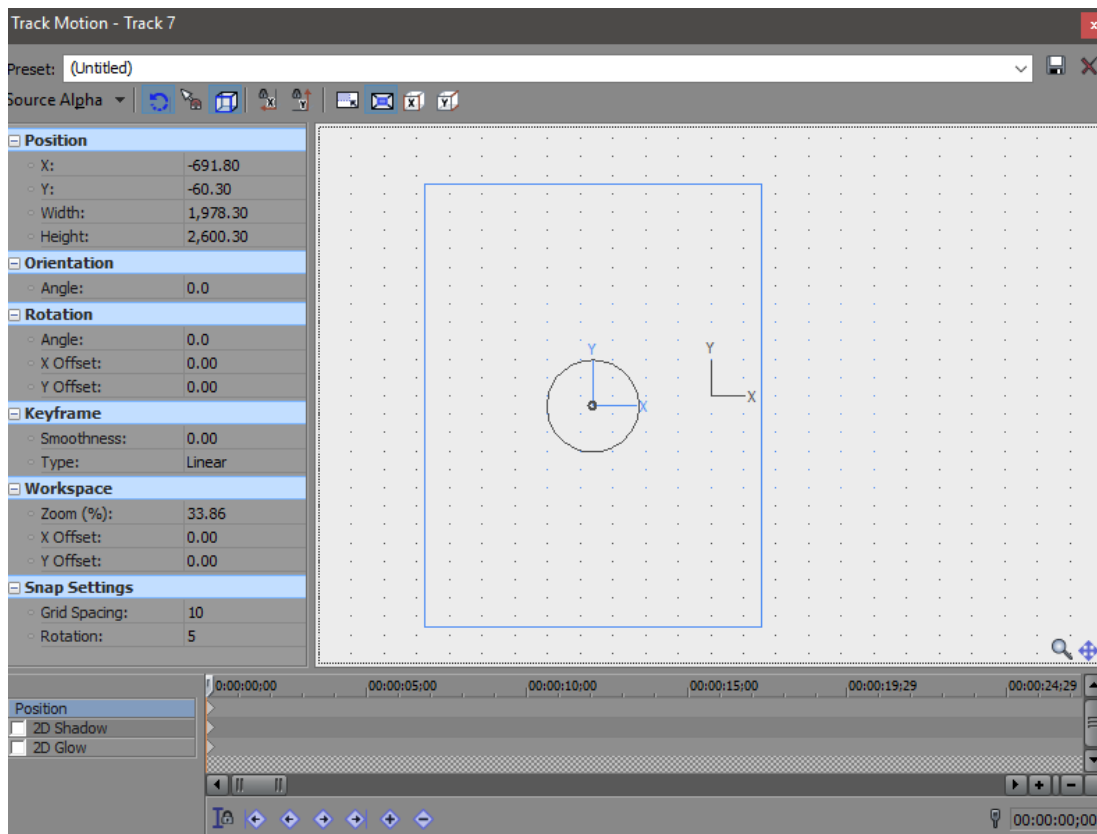 Track Motion - Track 7
Preset: (Untitled)
Source Alpha
Position
X: -691.80
Y: -60.30
Width: 1,978.30
Height: 2,600.30
Orientation
Angle: 0.0
Rotation
Angle: 0.0
X Offset: 0.00
Y Offset: 0.00
Keyframe
Smoothness: 0.00
Type: Linear
Workspace
Zoom (%): 33.86
X Offset: 0.00
Y Offset: 0.00
Snap Settings
Grid Spacing: 10
Rotation: 5
Y
X
Y
X
0:00:00;00 00:00:05;00 00:00:10;00 00:00:15;00 00:00:19;29 00:00:24;29
Position
2D Shadow
2D Glow
00:00:00;00